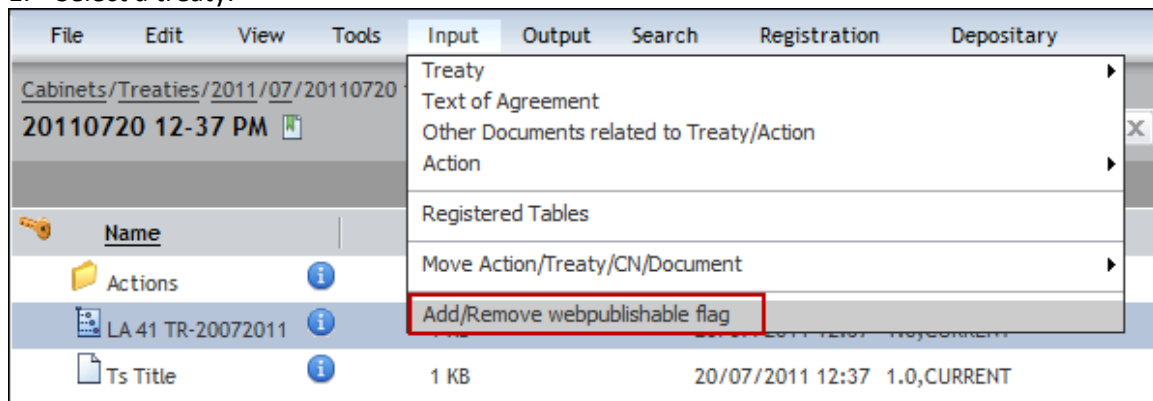 File Edit View Tools Input Output Search Registration Depositary
Cabinets/Treaties/2011/07/20110720
20110720 12-37 PM
Treaty
Text of Agreement
Other Documents related to Treaty/Action
Action
Registered Tables
Move Action/Treaty/CN/Document
Add/Remove webpublishable flag
Name
Actions
LA 41 TR-20072011
Ts Title 1 KB 20/07/2011 12:37 1.0,CURRENT